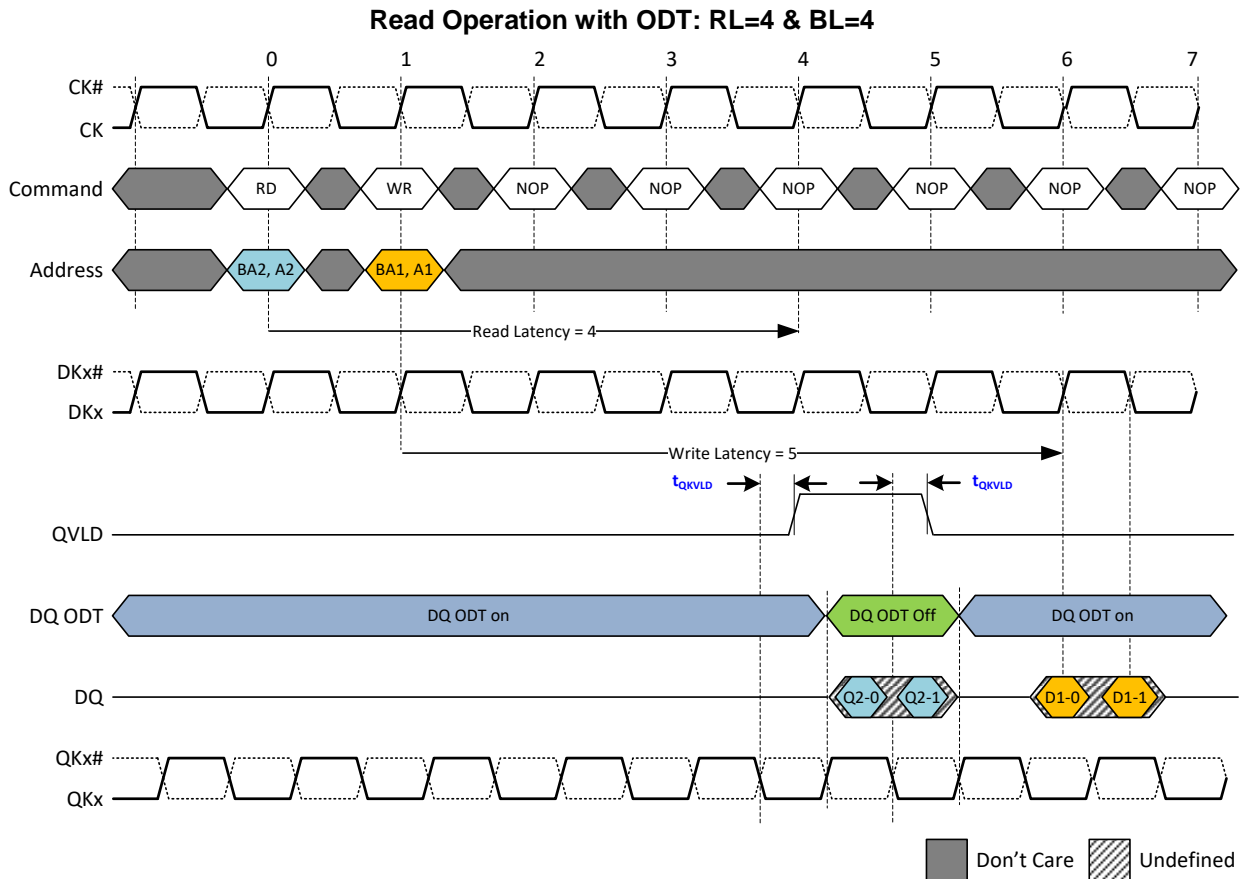 Read Operation with ODT: RL=4 & BL=4
0 1 2 3 4 5 6 7
CK#
CK
Command RD WR NOP NOP NOP NOP NOP NOP
Address BA2, A2 BA1, A1
Read Latency = 4
DKx#
DKx
Write Latency = 5
tQKVLD tQKVLD
QVLD
DQ ODT DQ ODT on DQ ODT Off DQ ODT on
DQ Q2-0 Q2-1 D1-0 D1-1
QKx#
QKx
Don't Care Undefined